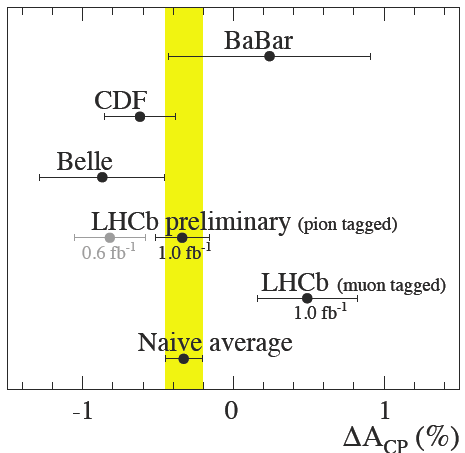 BaBar
CDF
Belle
LHCb preliminary (pion tagged)
0.6 fb⁻¹ 1.0 fb⁻¹
LHCb (muon tagged)
1.0 fb⁻¹
Naive average
-1 0 1
ΔA_CP (%)